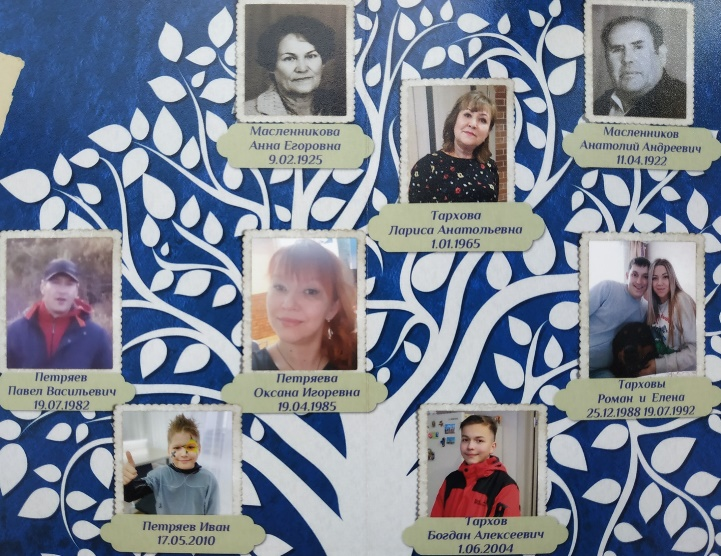 Масленникова
Анна Егоровна
9.02.1925
Масленников
Анатолий Андреевич
11.04.1922
Тархова
Лариса Анатольевна
1.01.1965
Петряев
Павел Васильевич
19.07.1982
Петряева
Оксана Игоревна
19.04.1985
Тарховы
Роман и Елена
25.12.1988 19.07.1992
Петряев Иван
17.05.2010
Тархов
Богдан Алексеевич
1.06.2004